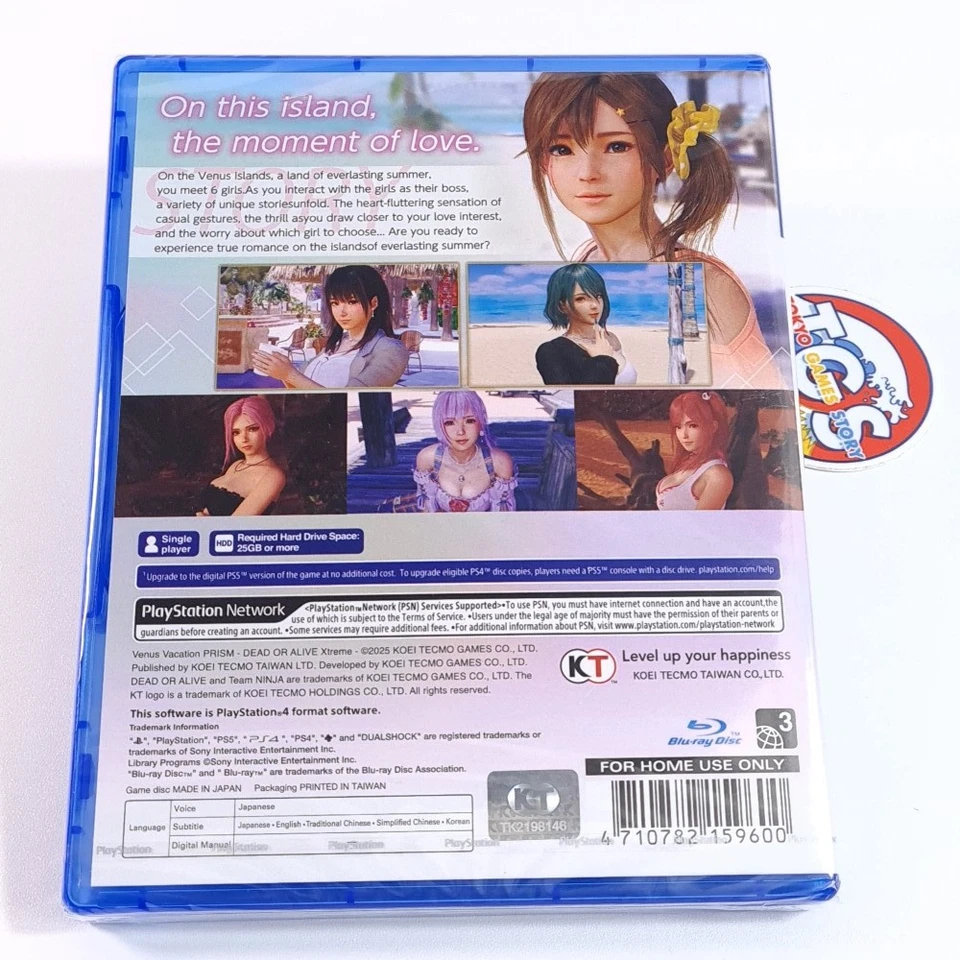 On this island,
the moment of love.
On the Venus Islands, a land of everlasting summer,
you meet 6 girls.As you interact with the girls as their boss,
a variety of unique storiesunfold. The heart-fluttering sensation of
casual gestures, the thrill asyou draw closer to your love interest,
and the worry about which girl to choose... Are you ready to
experience true romance on the islandsof everlasting summer?
TOKYO GAMES STORY
TGS
Single
player
HDD
Required Hard Drive Space:
25GB or more
¹Upgrade to the digital PS5™ version of the game at no additional cost. To upgrade eligible PS4™ disc copies, players need a PS5™ console with a disc drive. playstation.com/help
PlayStation Network
<PlayStation™Network (PSN) Services Supported>•To use PSN, you must have internet connection and have an account,the
use of which is subject to the Terms of Service. •Users under the legal age of majority must have the permission of their parents or
guardians before creating an account. •Some services may require additional fees. •For additional information about PSN, visit www.playstation.com/playstation-network
Venus Vacation PRISM - DEAD OR ALIVE Xtreme - ©2025 KOEI TECMO GAMES CO., LTD.
Published by KOEI TECMO TAIWAN LTD. Developed by KOEI TECMO GAMES CO., LTD.
DEAD OR ALIVE and Team NINJA are trademarks of KOEI TECMO GAMES CO., LTD. The
KT logo is a trademark of KOEI TECMO HOLDINGS CO., LTD. All rights reserved.
KT™
Level up your happiness
KOEI TECMO TAIWAN CO.,LTD.
This software is PlayStation®4 format software.
Trademark Information
"", "PlayStation", "PS5", "PS4", "PS4", "" and "DUALSHOCK" are registered trademarks or
trademarks of Sony Interactive Entertainment Inc.
Library Programs ©Sony Interactive Entertainment Inc.
"Blu-ray Disc™" and " Blu-ray™" are trademarks of the Blu-ray Disc Association.
Game disc MADE IN JAPAN Packaging PRINTED IN TAIWAN
Blu-ray Disc™
3
FOR HOME USE ONLY
Language
Voice
Japanese
Subtitle
Japanese • English •Traditional Chinese • Simplified Chinese • Korean
Digital Manual
KT
TK2198146
4 710782 159600
PlayStation PlayStation PlayStation PlayStation